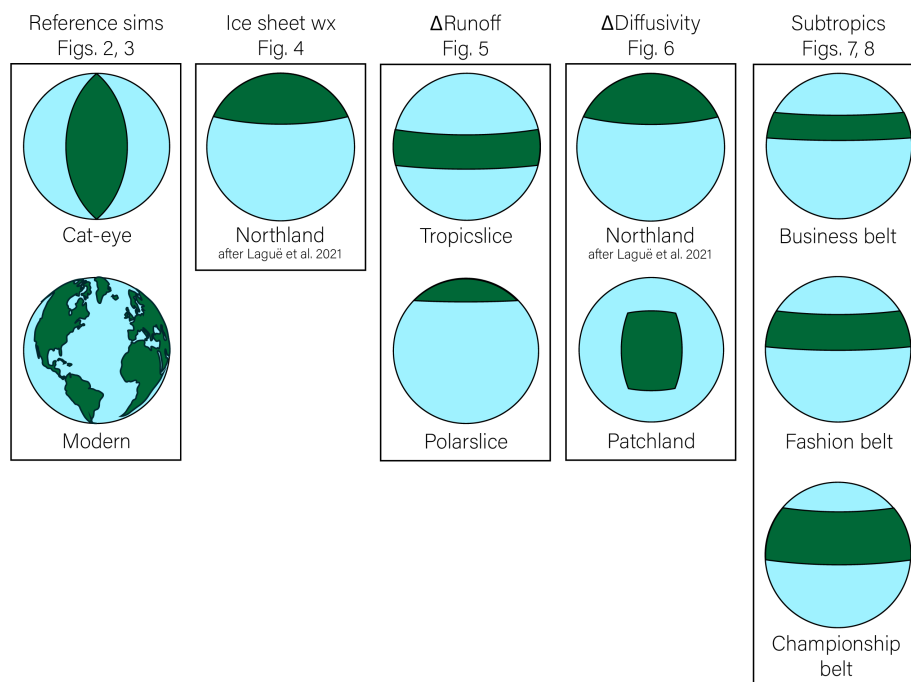 Reference sims
Figs. 2, 3
Cat-eye
Modern
Ice sheet wx
Fig. 4
Northland
after Laguë et al. 2021
ΔRunoff
Fig. 5
Tropicslice
Polarslice
ΔDiffusivity
Fig. 6
Northland
after Laguë et al. 2021
Patchland
Subtropics
Figs. 7, 8
Business belt
Fashion belt
Championship
belt